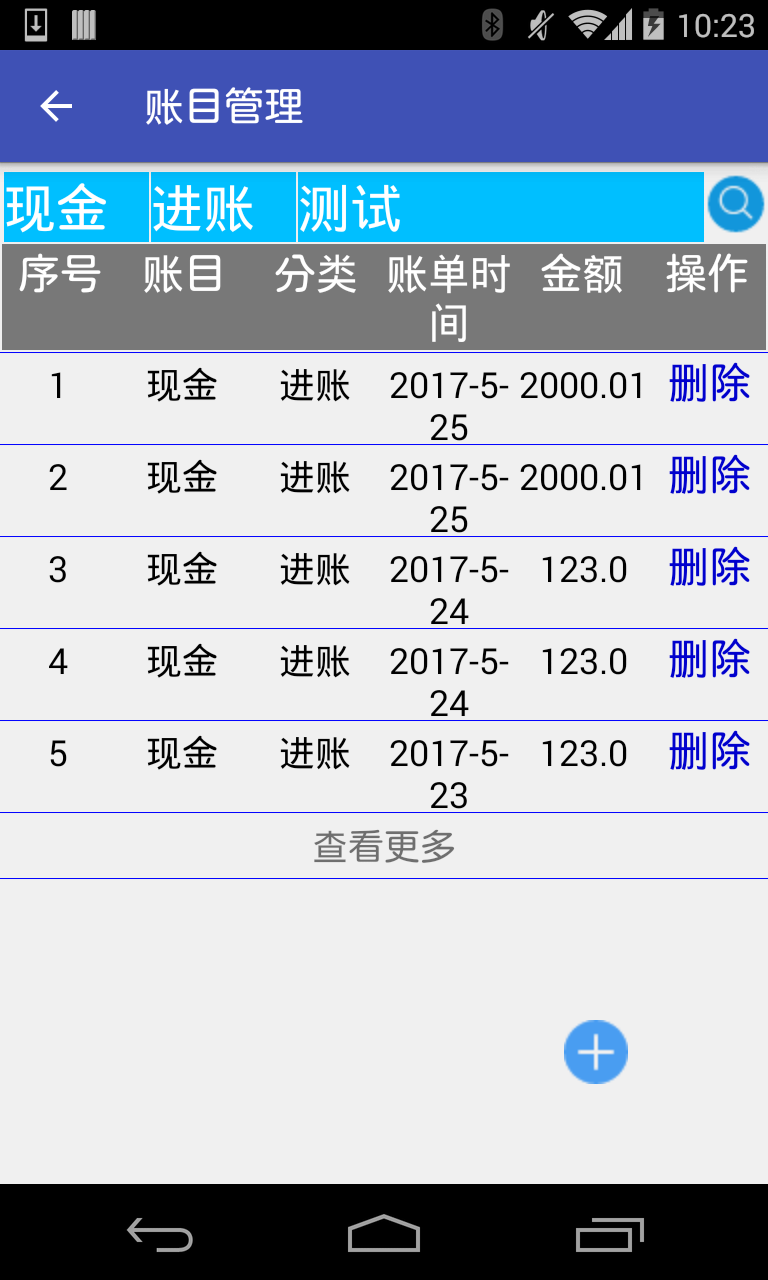 10:23
账目管理
现金 进账 测试
序号 账目 分类 账单时间 金额 操作
1 现金 进账 2017-5-25 2000.01 删除
2 现金 进账 2017-5-25 2000.01 删除
3 现金 进账 2017-5-24 123.0 删除
4 现金 进账 2017-5-24 123.0 删除
5 现金 进账 2017-5-23 123.0 删除
查看更多